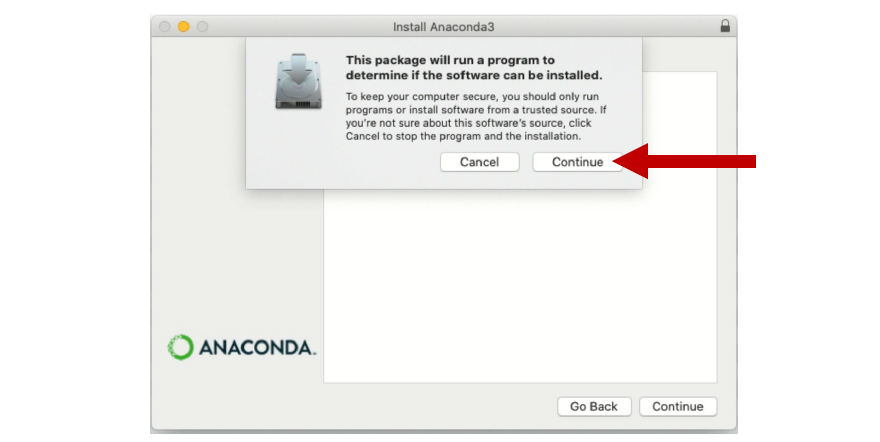 Install Anaconda3
This package will run a program to
determine if the software can be installed.
To keep your computer secure, you should only run
programs or install software from a trusted source. If
you're not sure about this software's source, click
Cancel to stop the program and the installation.
Cancel
Continue
ANACONDA.
Go Back
Continue